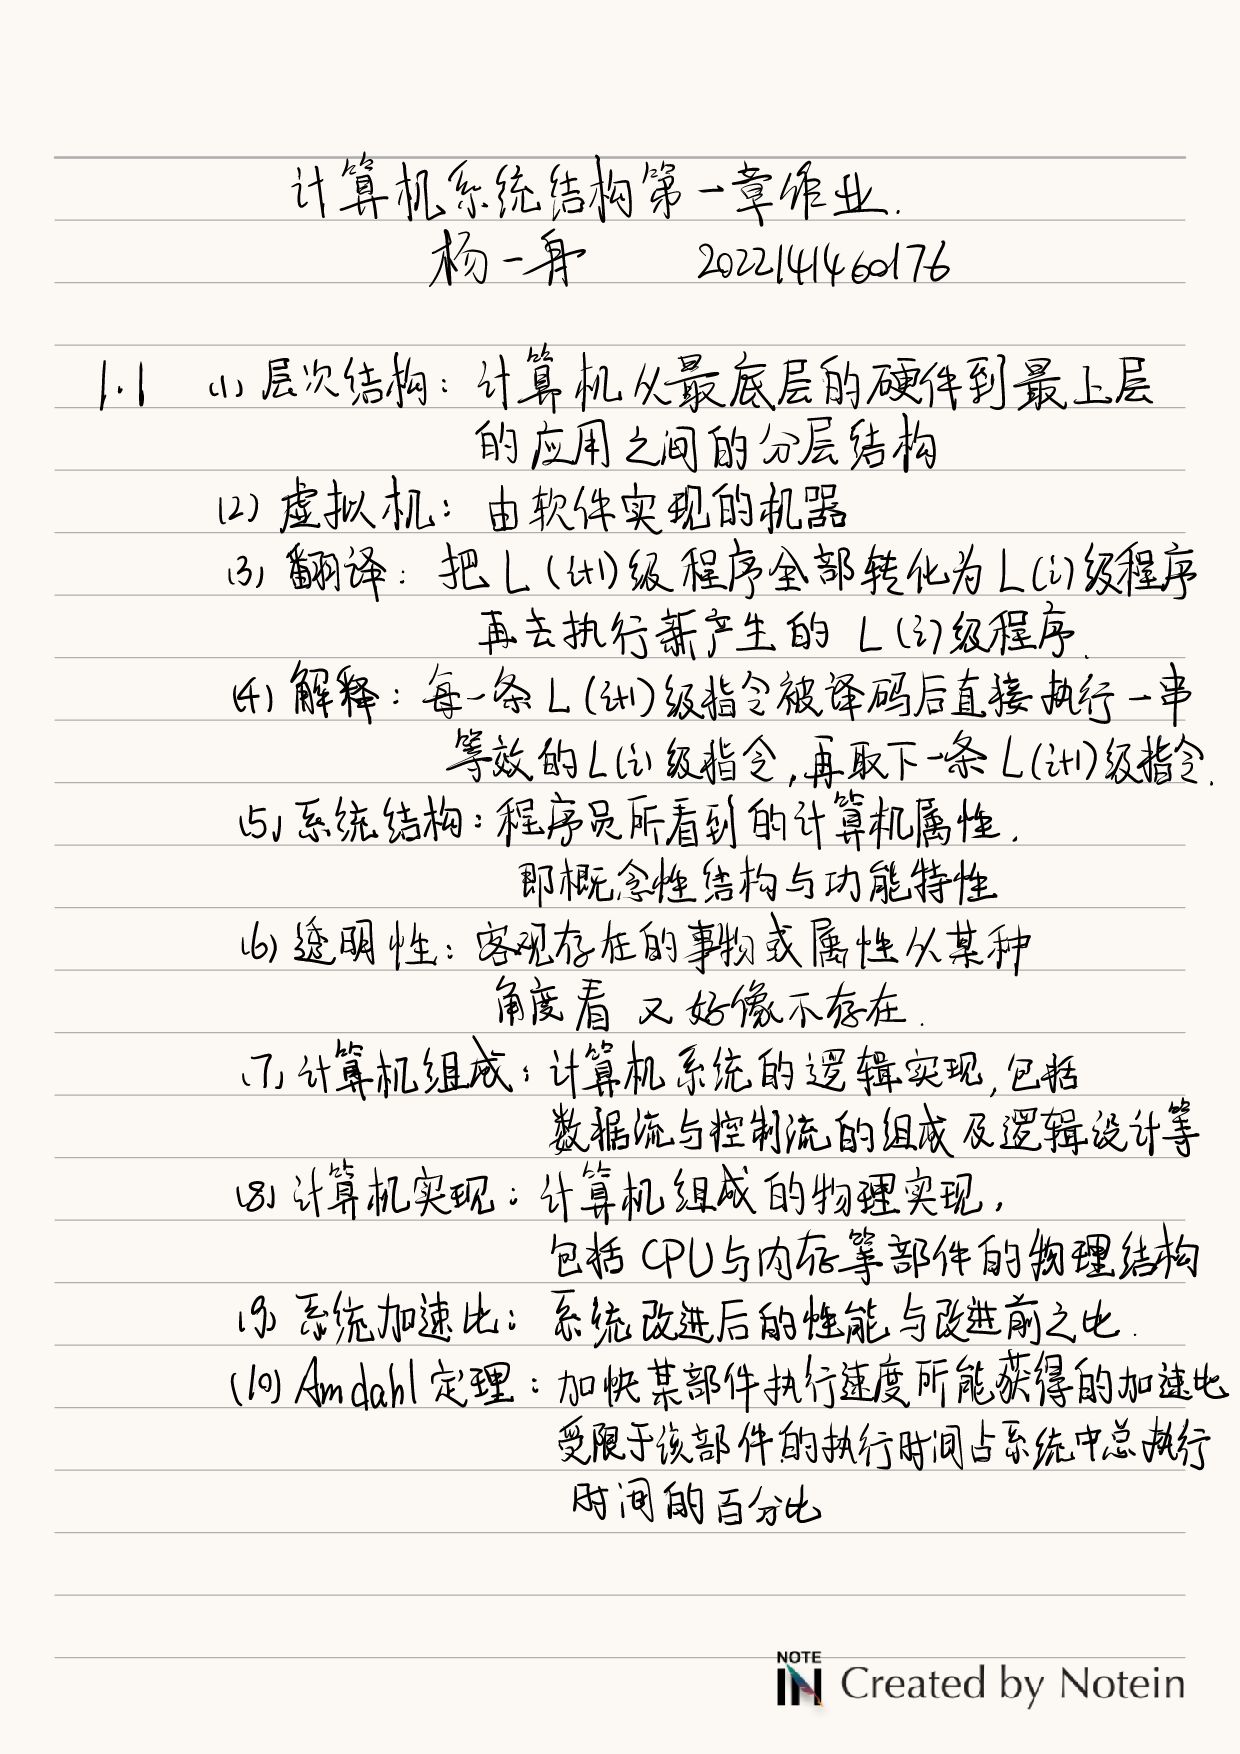 计算机系统结构第一章作业.
杨一舟 2022141460176
1.1 (1) 层次结构: 计算机从最底层的硬件到最上层
的应用之间的分层结构
(2) 虚拟机: 由软件实现的机器
(3) 翻译: 把L(i+1)级程序全部转化为L(i)级程序
再去执行新产生的 L(i)级程序.
(4) 解释: 每一条L(i+1)级指令被译码后直接执行一串
等效的L(i)级指令,再取下一条L(i+1)级指令.
(5) 系统结构: 程序员所看到的计算机属性.
即概念性结构与功能特性
(6) 透明性: 客观存在的事物或属性从某种
角度看又好像不存在.
(7) 计算机组成: 计算机系统的逻辑实现,包括
数据流与控制流的组成及逻辑设计等
(8) 计算机实现: 计算机组成的物理实现,
包括CPU与内存等部件的物理结构
(9) 系统加速比: 系统改进后的性能与改进前之比.
(10) Amdahl定理: 加快某部件执行速度所能获得的加速比
受限于该部件的执行时间占系统中总执行
时间的百分比
NOTE
IN Created by Notein